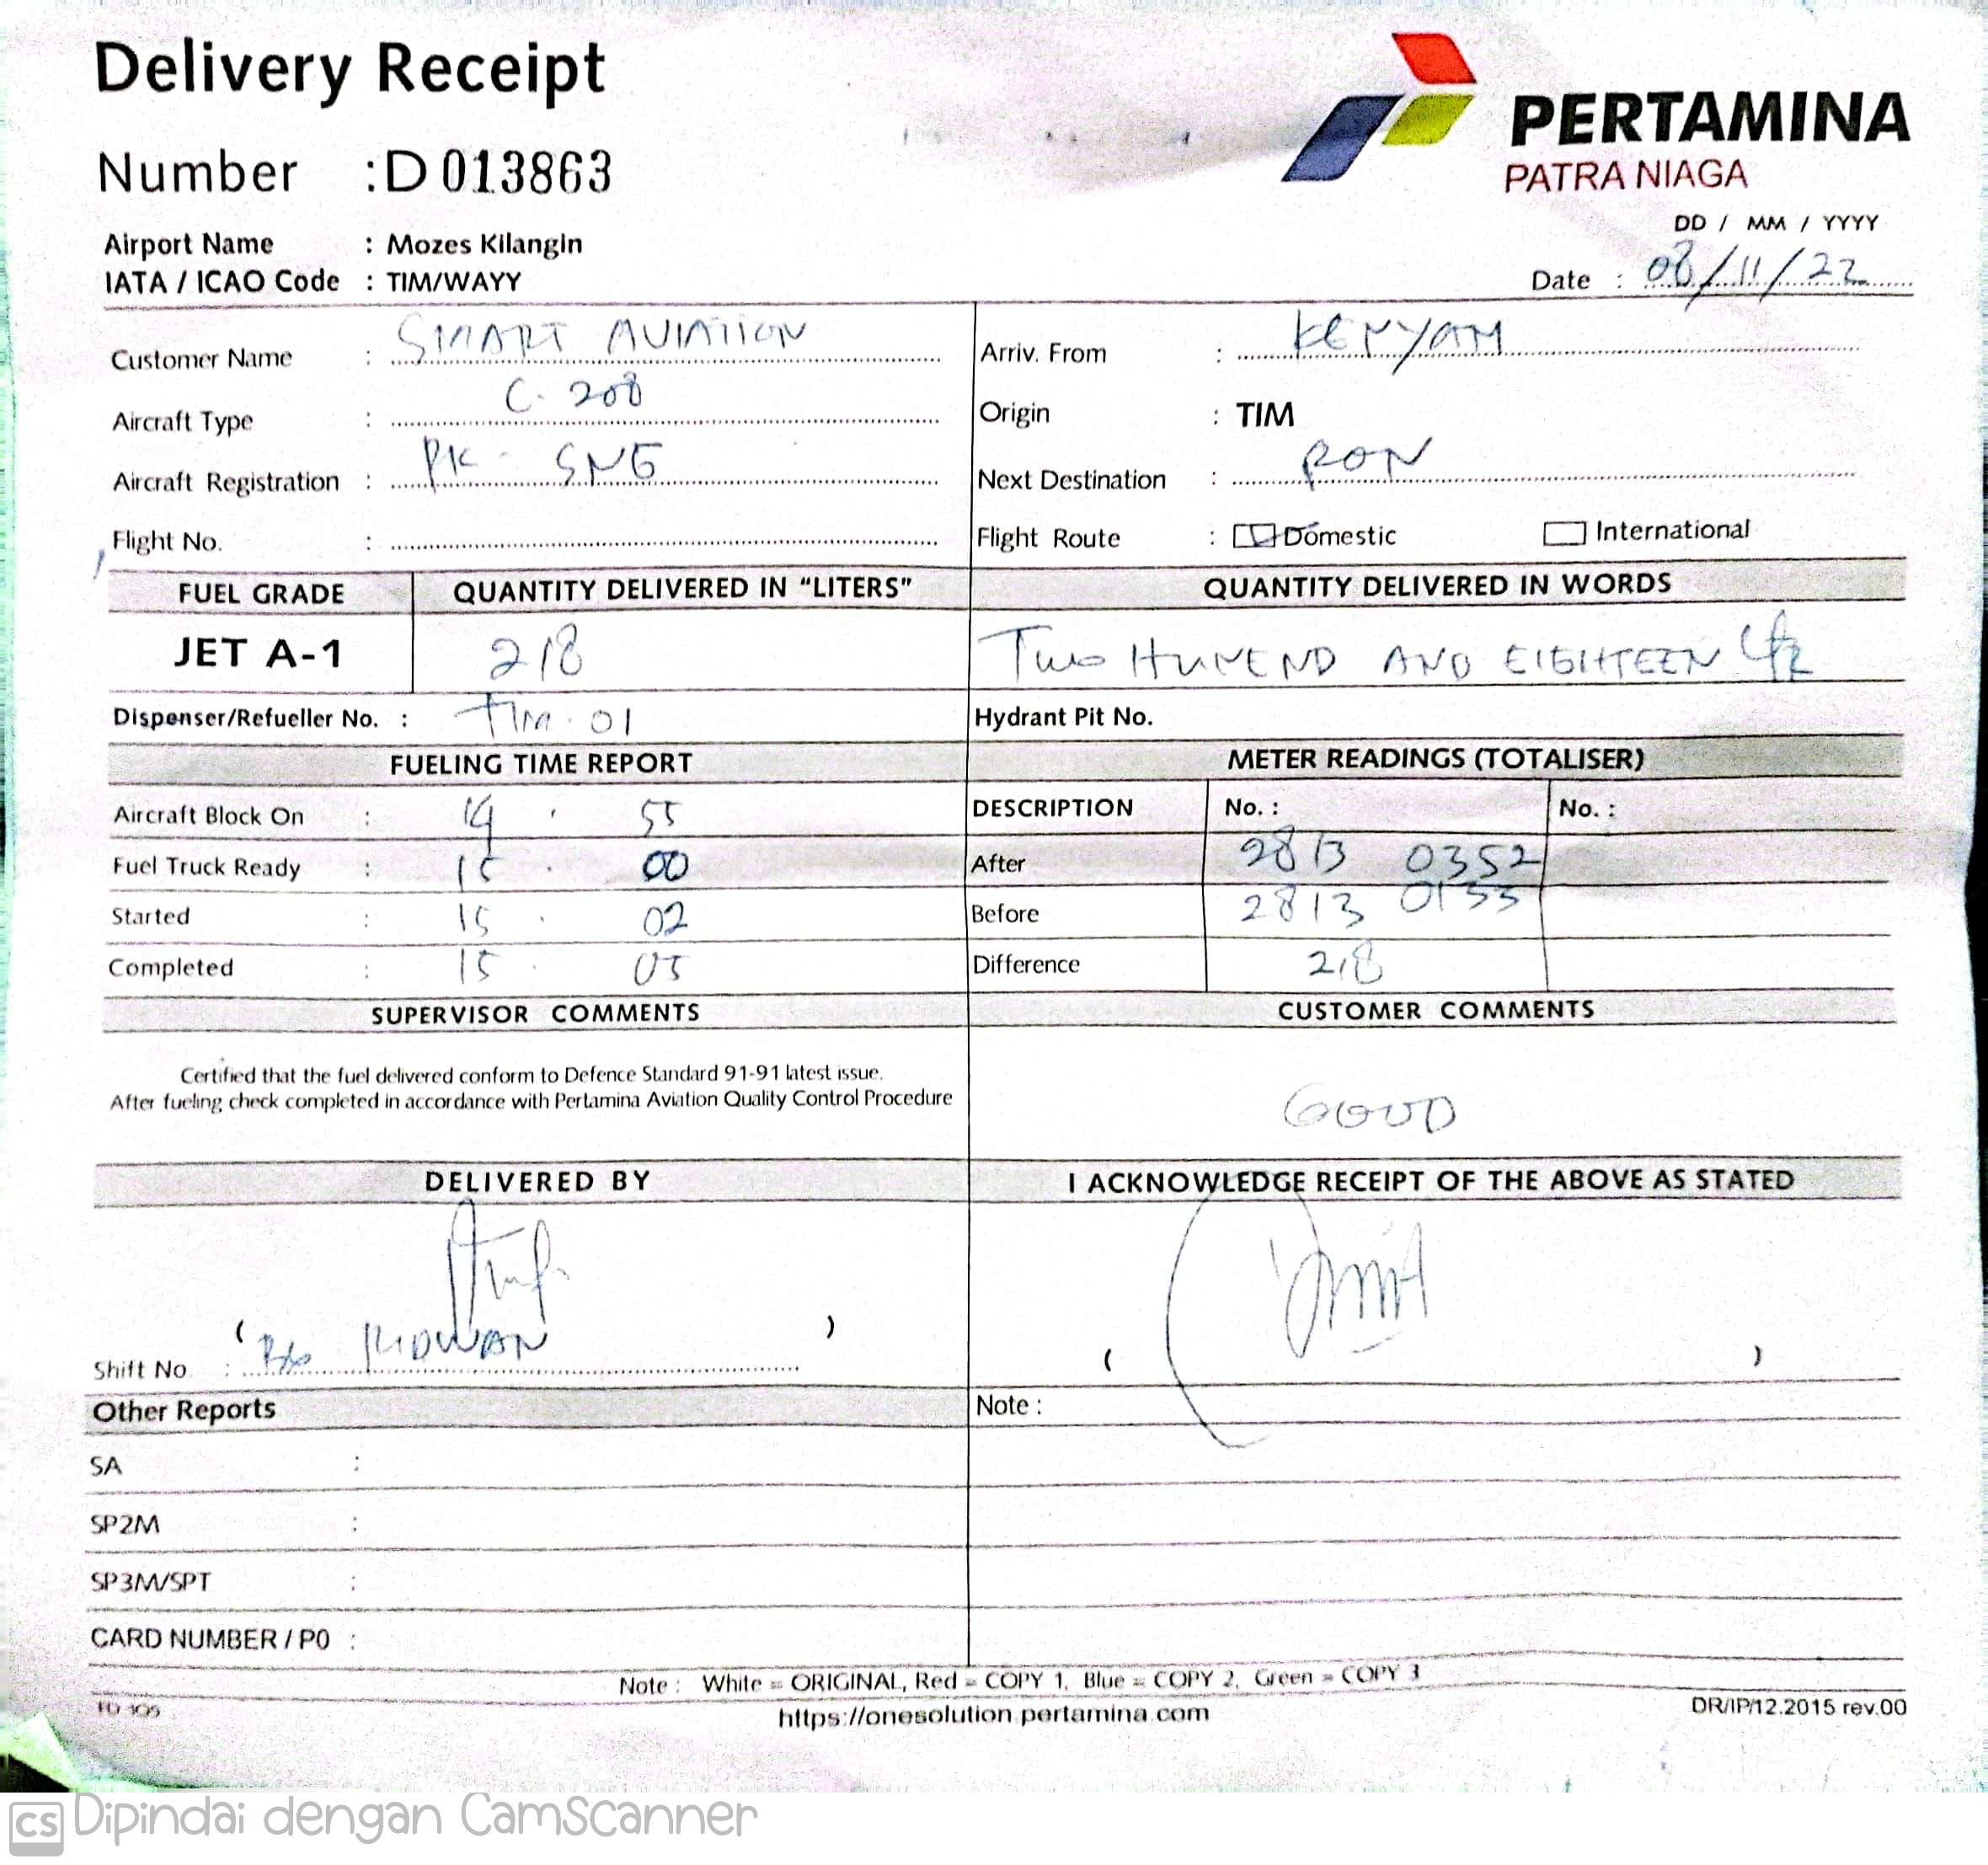 Delivery Receipt
PERTAMINA
PATRA NIAGA
Number : D 013863
DD / MM / YYYY
Airport Name : Mozes Kilangin
IATA / ICAO Code : TIM/WAYY
Date : 08/11/22
Customer Name : SMART AVIATION
Arriv. From : KENYAM
Aircraft Type : C. 208
Origin : TIM
Aircraft Registration : PK - SNG
Next Destination : RON
Flight No. :
Flight Route : Domestic International
FUEL GRADE QUANTITY DELIVERED IN "LITERS" QUANTITY DELIVERED IN WORDS
JET A-1 218 Two HUNEND AND EIGHTEEN
Dispenser/Refueller No. : TIM . 01 Hydrant Pit No.
FUELING TIME REPORT METER READINGS (TOTALISER)
Aircraft Block On : 14 . 55 DESCRIPTION No. : No. :
Fuel Truck Ready : 15 . 00 After 2813 0352
Started : 15 . 02 Before 2813 0133
Completed : 15 . 05 Difference 218
SUPERVISOR COMMENTS CUSTOMER COMMENTS
Certified that the fuel delivered conform to Defence Standard 91-91 latest issue.
After fueling check completed in accordance with Pertamina Aviation Quality Control Procedure
GOOD
DELIVERED BY I ACKNOWLEDGE RECEIPT OF THE ABOVE AS STATED
( )
Shift No : RIDWAN
( )
Other Reports Note :
SA :
SP2M :
SP3M/SPT :
CARD NUMBER / PO :
Note : White = ORIGINAL, Red = COPY 1, Blue = COPY 2, Green = COPY 3
https://onesolution.pertamina.com
DR/IP/12.2015 rev.00
CS Dipindai dengan CamScanner